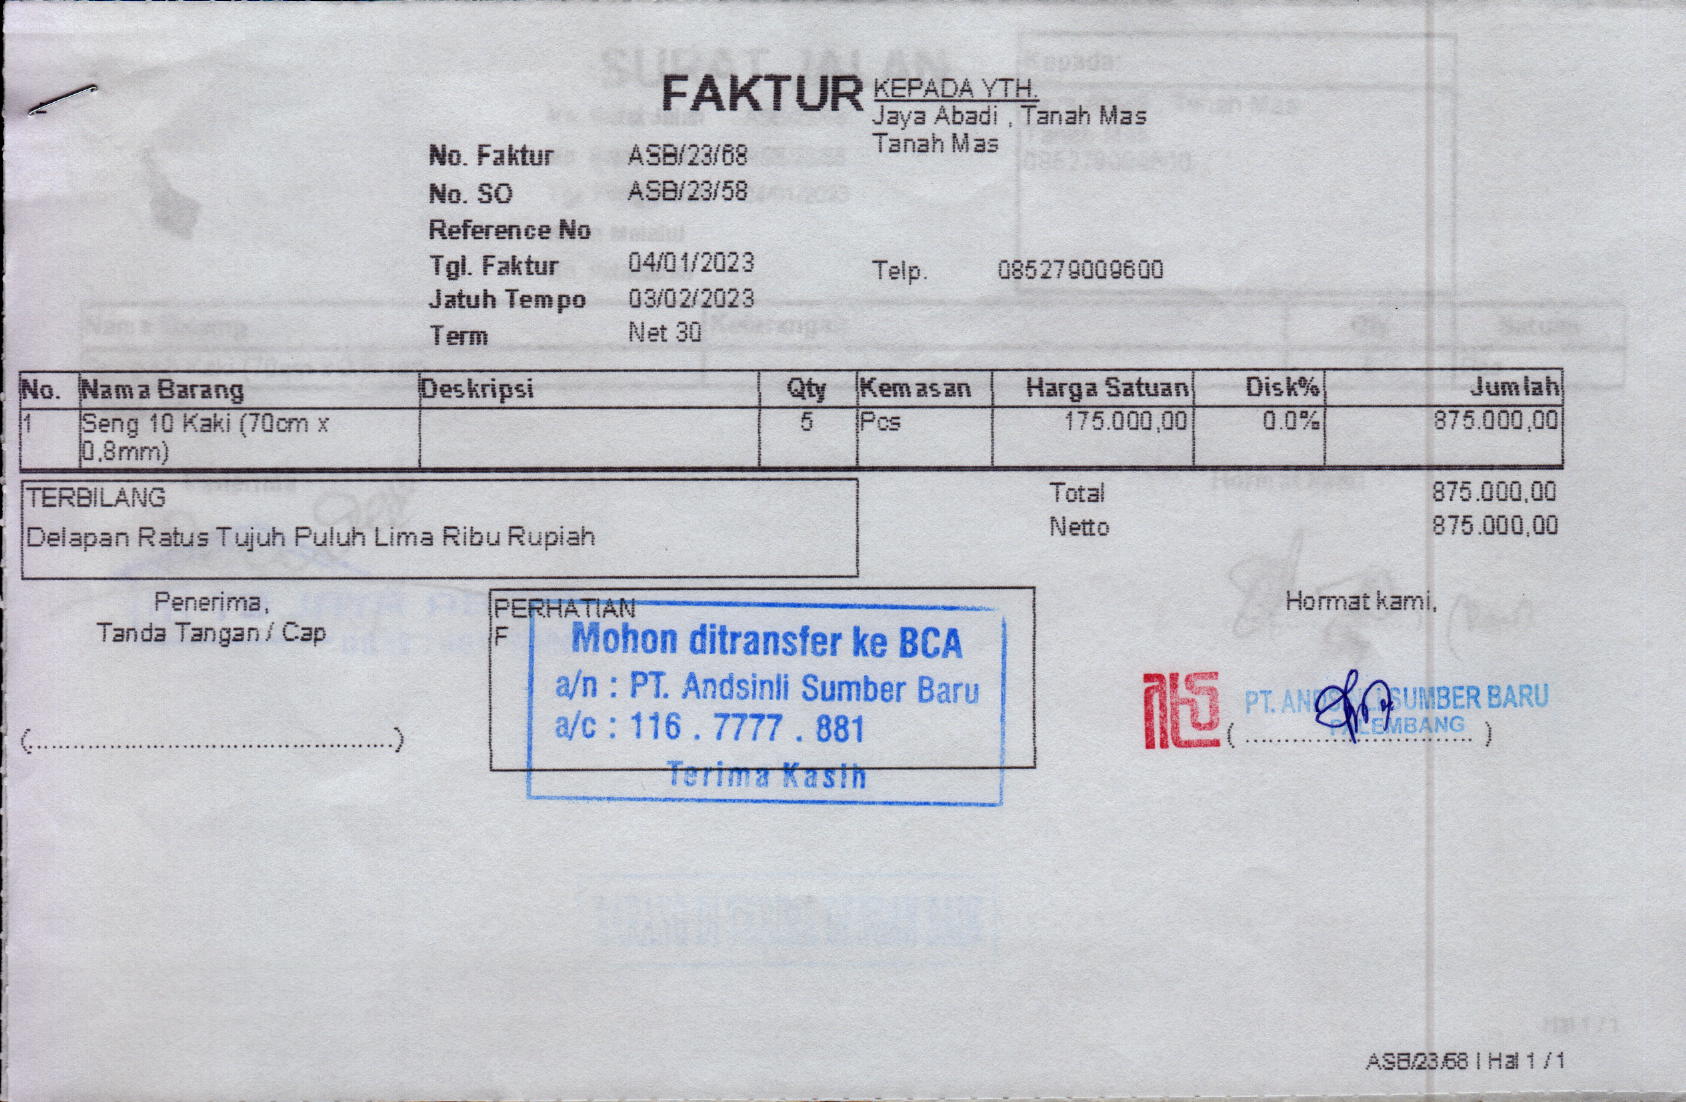 FAKTUR
KEPADA YTH.
Jaya Abadi , Tanah Mas
Tanah Mas
No. Faktur ASB/23/68
No. SO ASB/23/58
Reference No
Tgl. Faktur 04/01/2023
Telp. 085279009600
Jatuh Tempo 03/02/2023
Term Net 30
No. Nama Barang Deskripsi Qty Kemasan Harga Satuan Disk% Jumlah
1 Seng 10 Kaki (70cm x 5 Pcs 175.000,00 0.0% 875.000,00
0,8mm)
TERBILANG
Delapan Ratus Tujuh Puluh Lima Ribu Rupiah
Total 875.000,00
Netto 875.000,00
Penerima,
Tanda Tangan / Cap
(................................................)
PERHATIAN
F
Mohon ditransfer ke BCA
a/n : PT. Andsinli Sumber Baru
a/c : 116 . 7777 . 881
Terima Kasih
Hormat kami,
PT. ANDSINLI SUMBER BARU
PALEMBANG
( .............................. )
ASB/23/68 | Hal 1 / 1